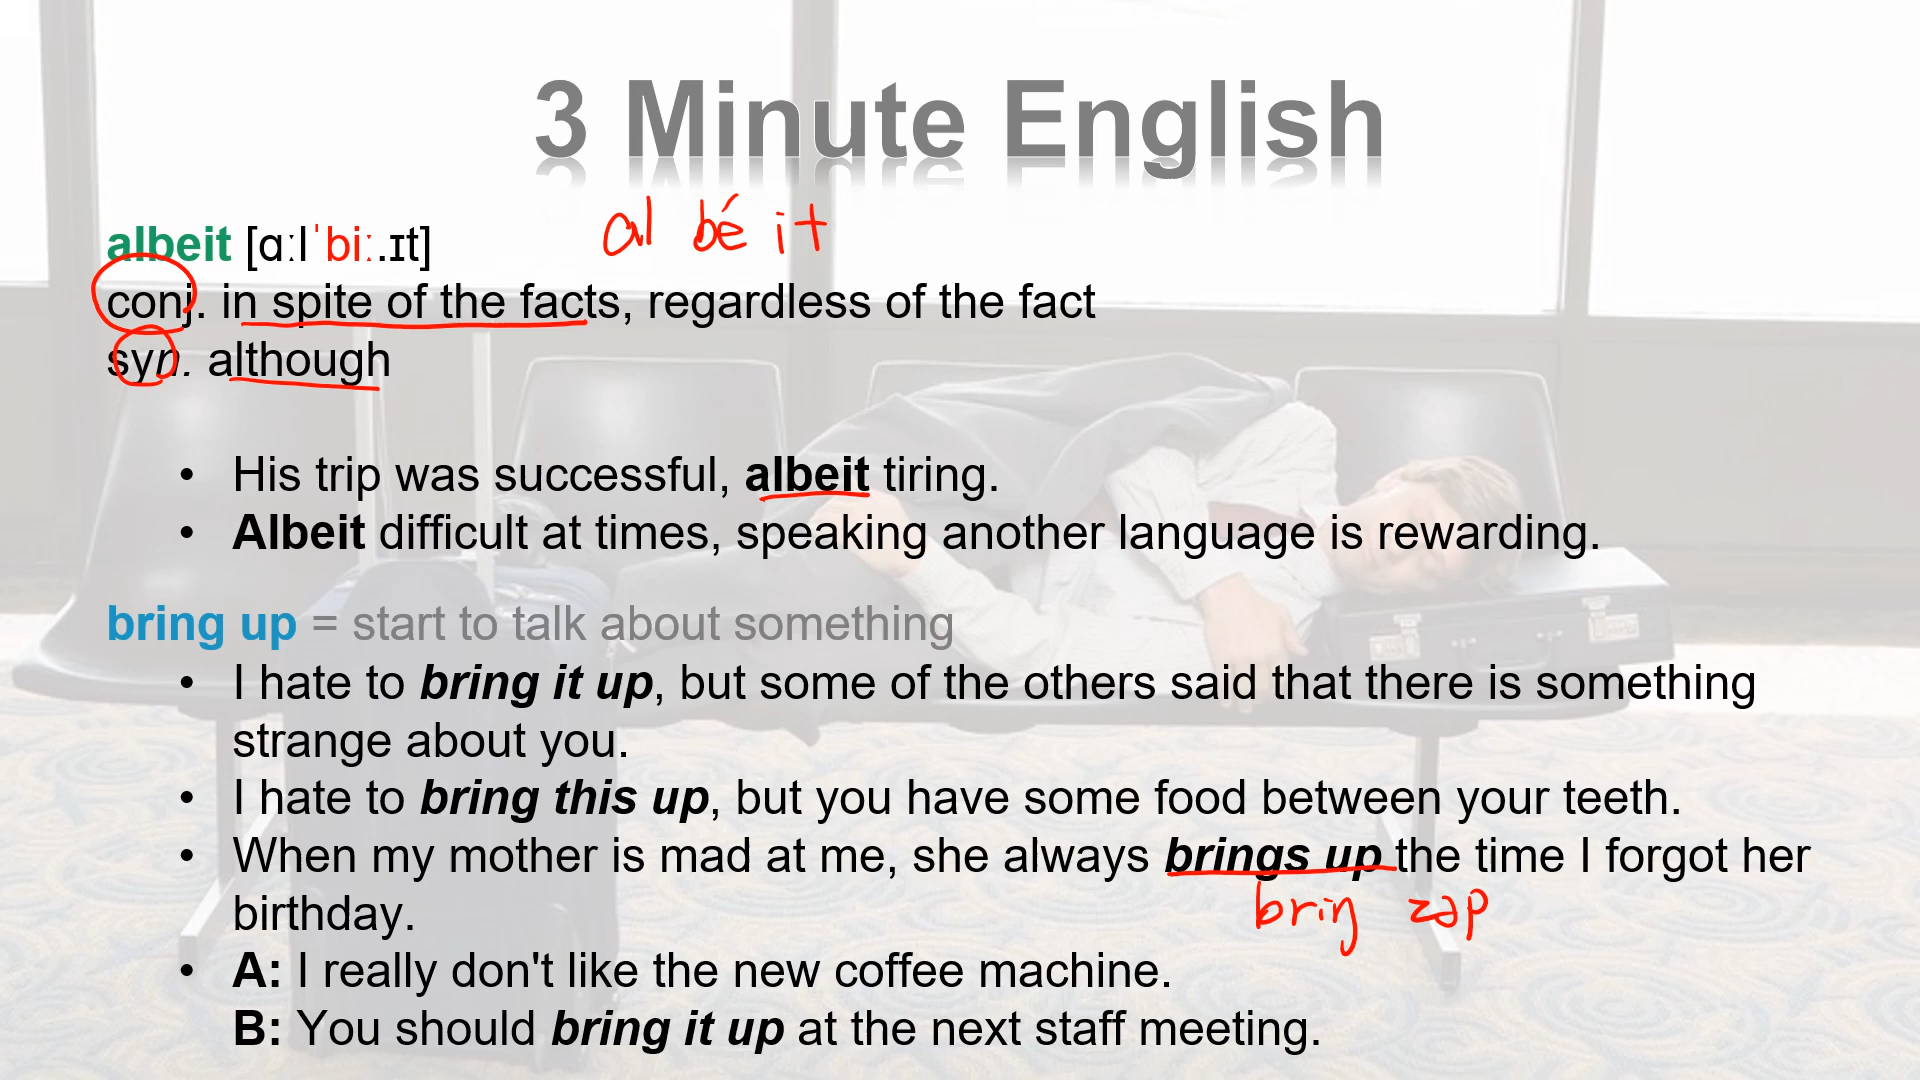 3 Minute English
al bé it
albeit [ɑːlˈbiː.ɪt]
conj. in spite of the facts, regardless of the fact
syn. although
• His trip was successful, albeit tiring.
• Albeit difficult at times, speaking another language is rewarding.
bring up = start to talk about something
• I hate to bring it up, but some of the others said that there is something
strange about you.
• I hate to bring this up, but you have some food between your teeth.
• When my mother is mad at me, she always brings up the time I forgot her
briŋ zəp
birthday.
• A: I really don't like the new coffee machine.
B: You should bring it up at the next staff meeting.